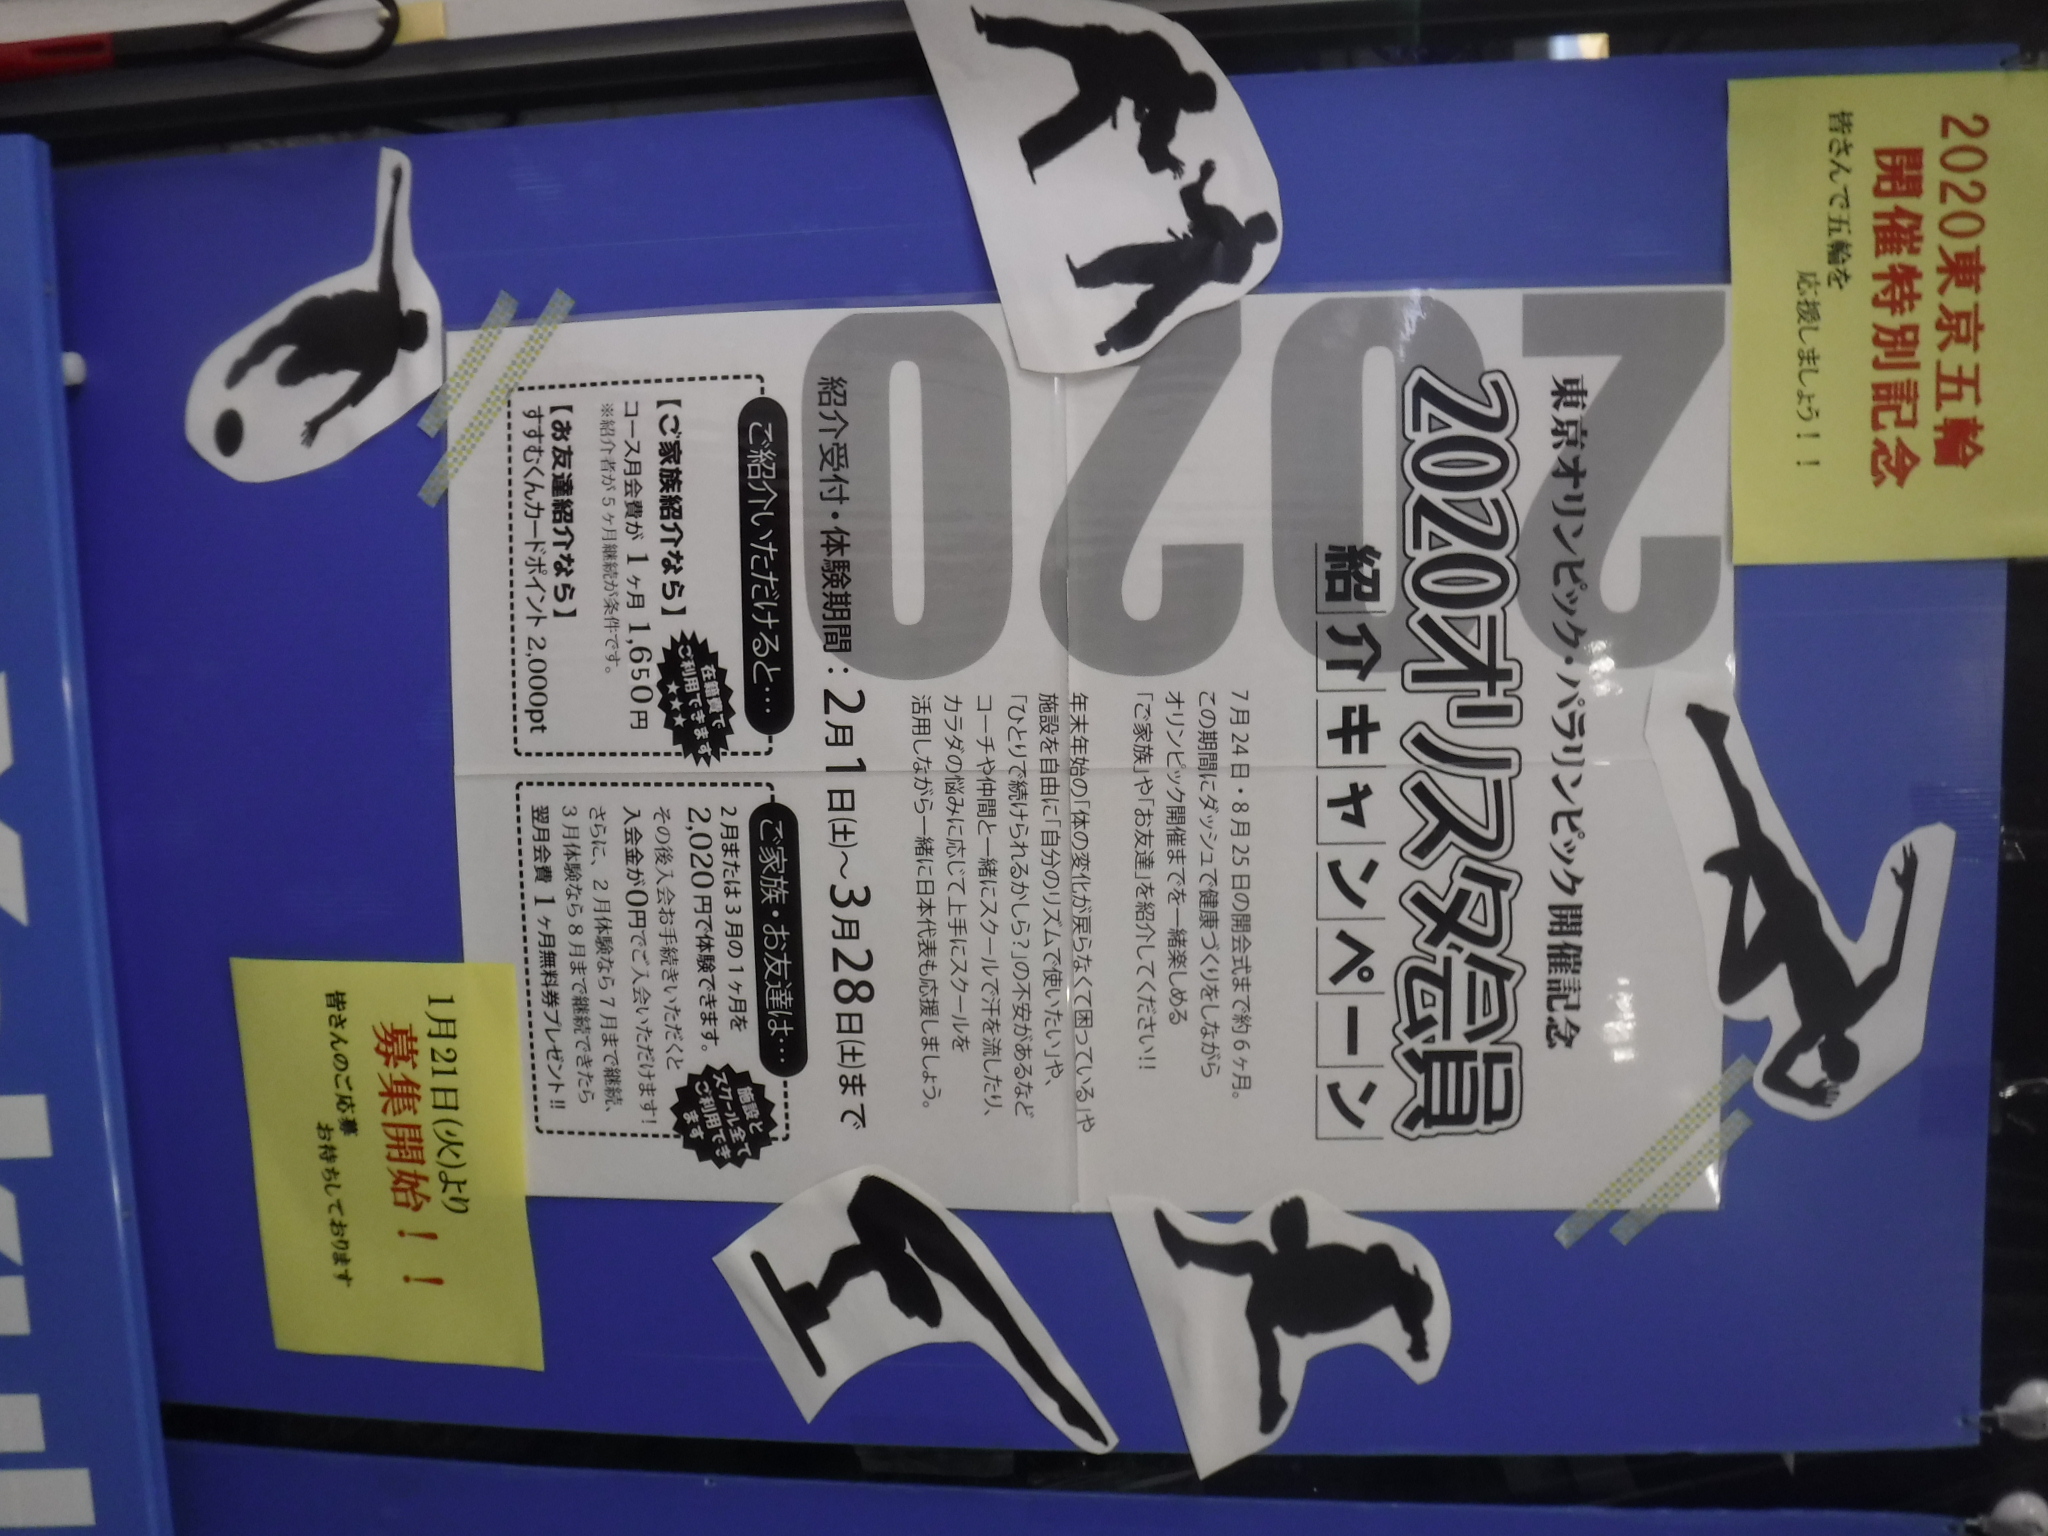 2020東京五輪
開催特別記念
皆さんで五輪を
応援しましょう！！
2020
東京オリンピック・パラリンピック開催記念
2020オリスタ会員
紹介キャンペーン
7月24日・8月25日の開会式まで約6ヶ月。
この期間にダッシュで健康づくりをしながら
オリンピック開催までを一緒楽しめる
「ご家族」や「お友達」を紹介してください!!
年末年始の「体の変化が戻らなくて困っている」や
施設を自由に「自分のリズムで使いたい」や、
「ひとりで続けられるかしら?」の不安があるなど
コーチや仲間と一緒にスクールで汗を流したり、
カラダの悩みに応じて上手にスクールを
活用しながら一緒に日本代表も応援しましょう。
紹介受付・体験期間：2月1日(土)～3月28日(土)まで
ご紹介いただけると…
【ご家族紹介なら】
コース月会費が1ヶ月1,650円
※紹介者が5ヶ月継続が条件です。
【お友達紹介なら】
すすむくんカードポイント2,000pt
在籍費で
ご利用できます
★★★
ご家族・お友達は…
2月または3月の1ヶ月を
2,020円で体験できます。
その後入会お手続きいただくと
入会金が0円でご入会いただけます!
さらに、2月体験なら7月まで継続、
3月体験なら8月まで継続できたら
翌月会費1ヶ月無料券プレゼント!!
施設と
スクール全て
ご利用でき
ます
1月21日(火)より
募集開始！！
皆さんのご応募
お待ちしております